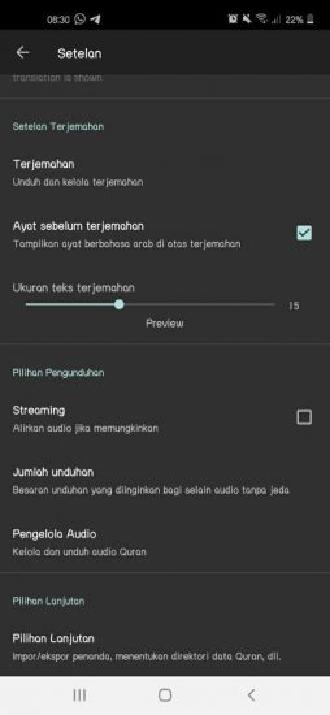 08:30
22%
Setelan
translation is shown.
Setelan Terjemahan
Terjemahan
Unduh dan kelola terjemahan
Ayat sebelum terjemahan
Tampilkan ayat berbahasa arab di atas terjemahan
Ukuran teks terjemahan
15
Preview
Pilihan Pengunduhan
Streaming
Alirkan audio jika memungkinkan
Jumlah unduhan
Besaran unduhan yang diinginkan bagi selain audio tanpa jeda
Pengelola Audio
Kelola dan unduh audio Quran
Pilihan Lanjutan
Pilihan Lanjutan
Impor/ekspor penanda, menentukan direktori data Quran, dll.